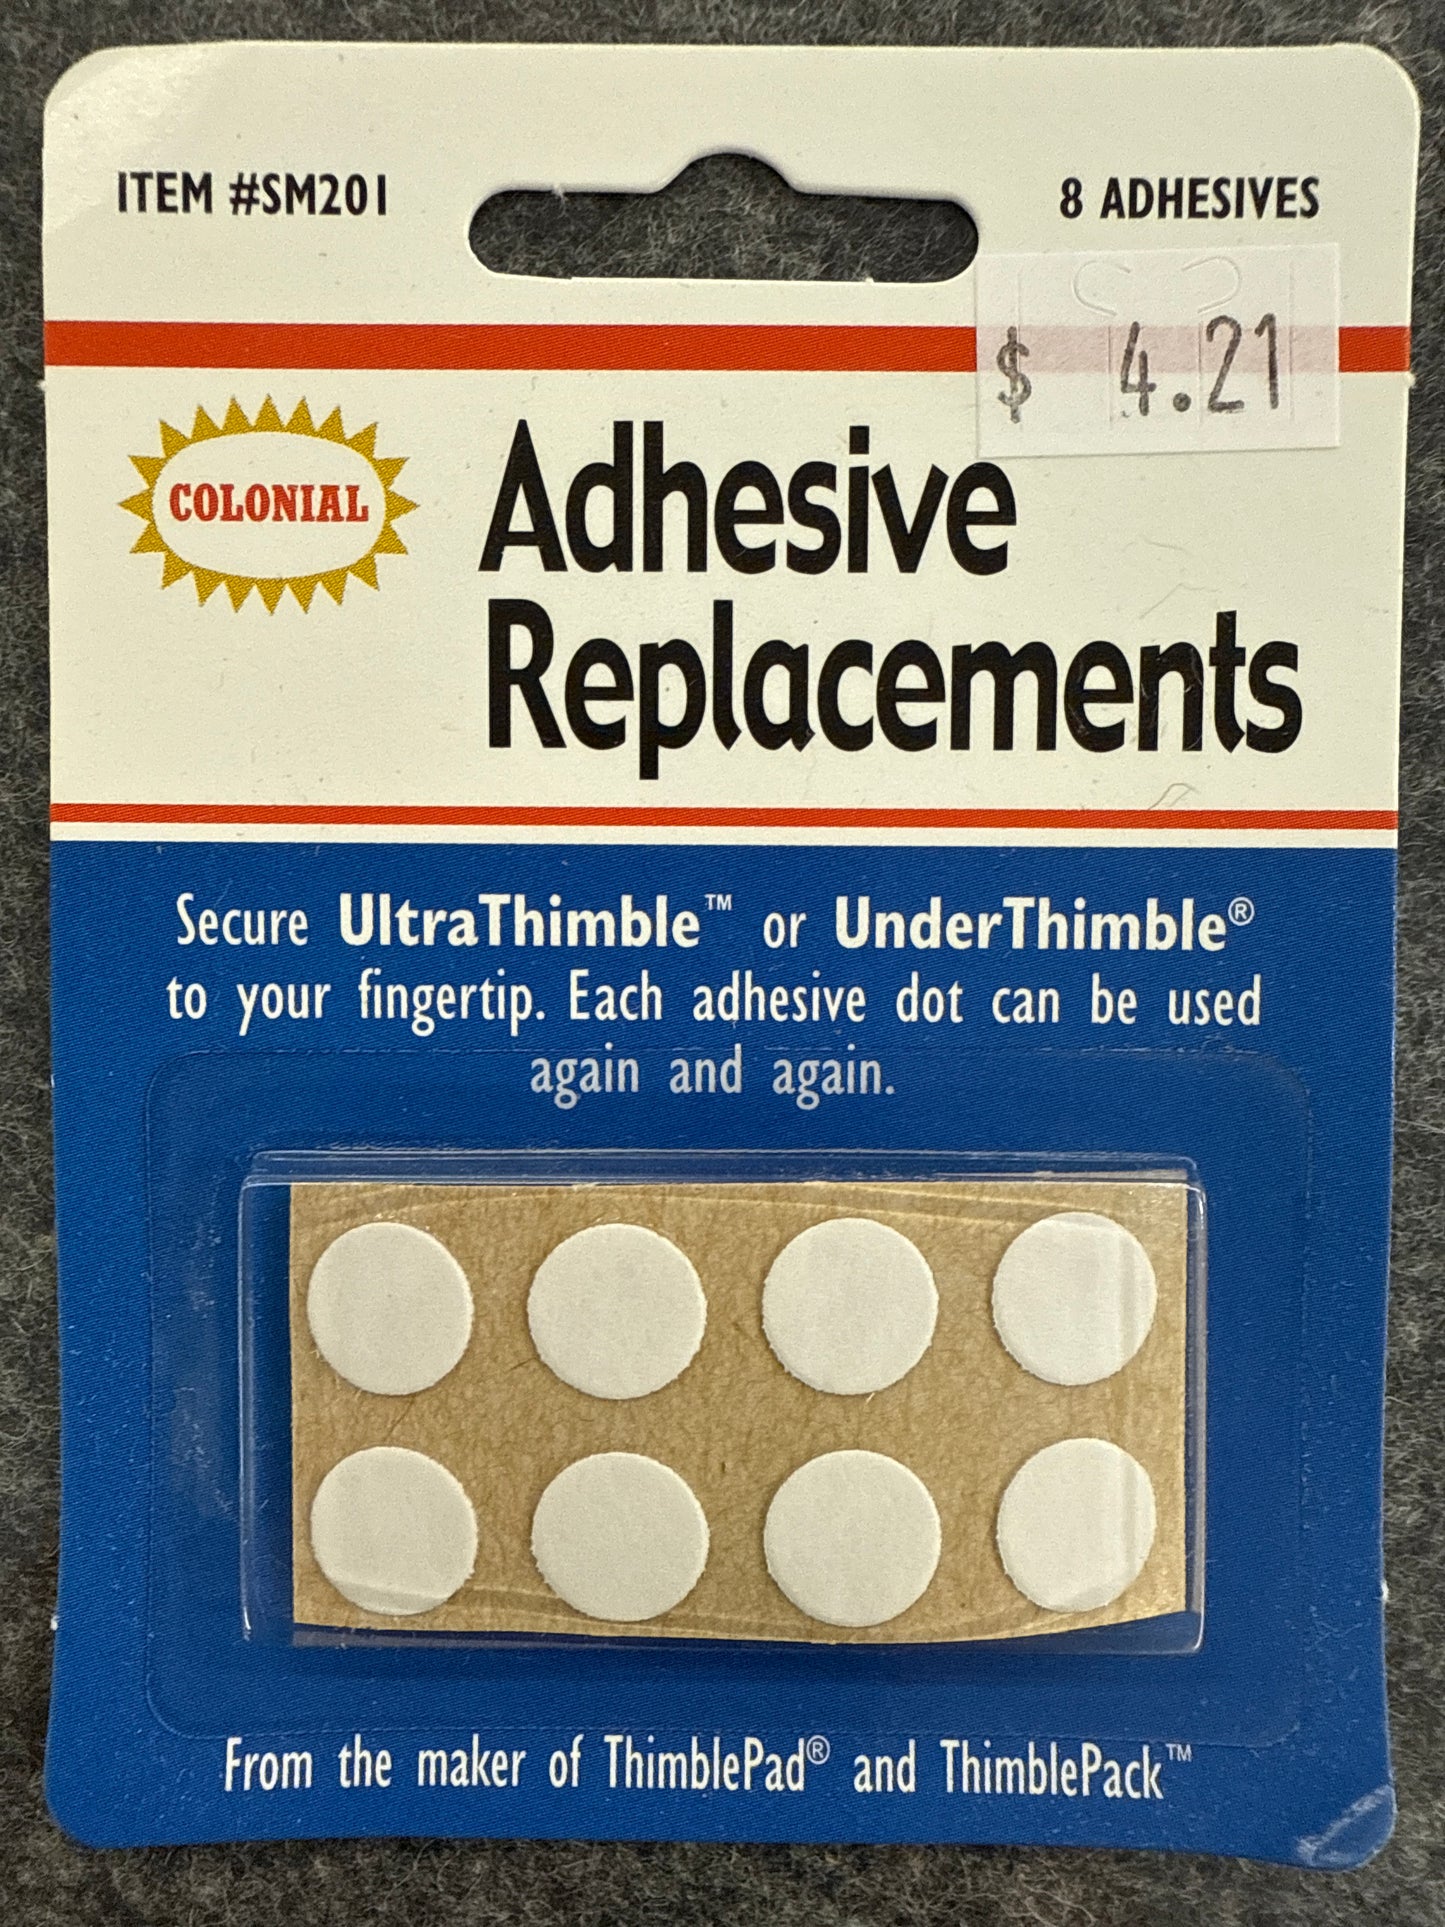 ITEM #SM201
8 ADHESIVES
$ 4.21
COLONIAL
Adhesive
Replacements
Secure UltraThimble™ or UnderThimble®
to your fingertip. Each adhesive dot can be used
again and again.
From the maker of ThimblePad® and ThimblePack™